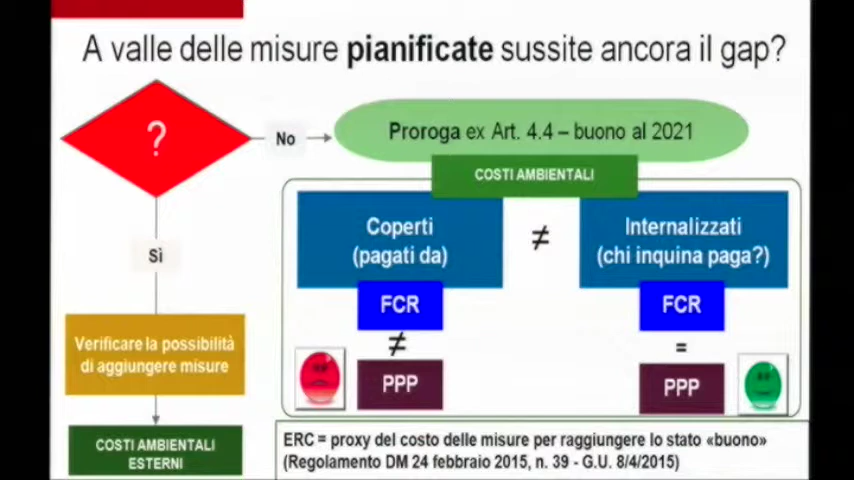 A valle delle misure pianificate sussite ancora il gap?
?
No
Proroga ex Art. 4.4 – buono al 2021
COSTI AMBIENTALI
Coperti
(pagati da)
≠
Internalizzati
(chi inquina paga?)
Sì
FCR
FCR
≠
=
PPP
PPP
Verificare la possibilità
di aggiungere misure
COSTI AMBIENTALI
ESTERNI
ERC = proxy del costo delle misure per raggiungere lo stato «buono»
(Regolamento DM 24 febbraio 2015, n. 39 - G.U. 8/4/2015)